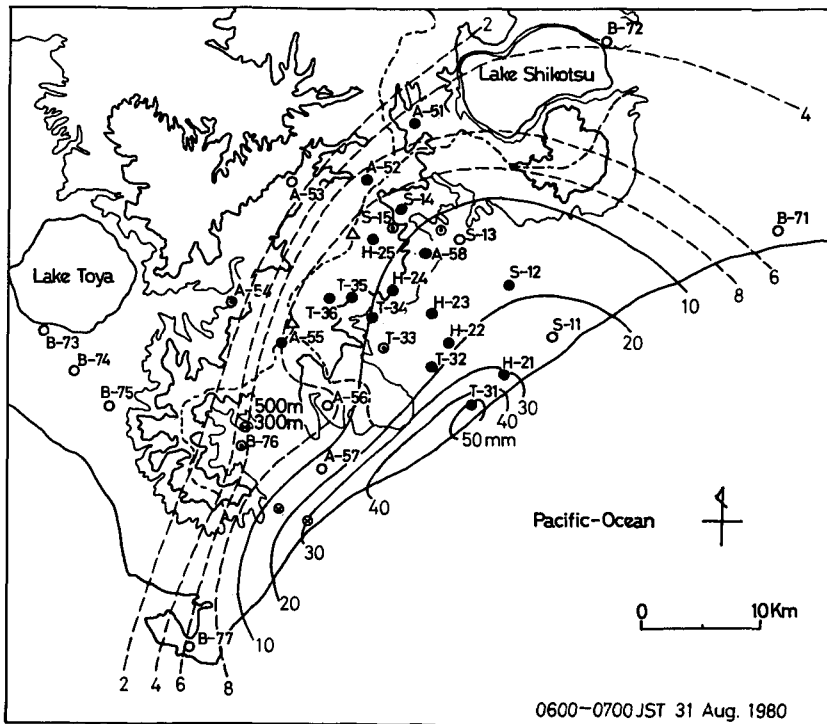 2
B-72
Lake Shikotsu
4
A-51
A-52
A-53
S-14
S-15
S-13
B-71
H-25
A-58
6
Lake Toya
8
10
S-12
T-35
H-24
A-54
T-36
T-34
H-23
20
B-73
A-55
T-33
H-22
S-11
B-74
T-32
H-21
B-75
A-56
T-31
30
40
500m
300m
50mm
B-76
A-57
40
Pacific-Ocean
30
20
10
0 10Km
B-77
2 4 6 8
0600-0700 JST 31 Aug. 1980